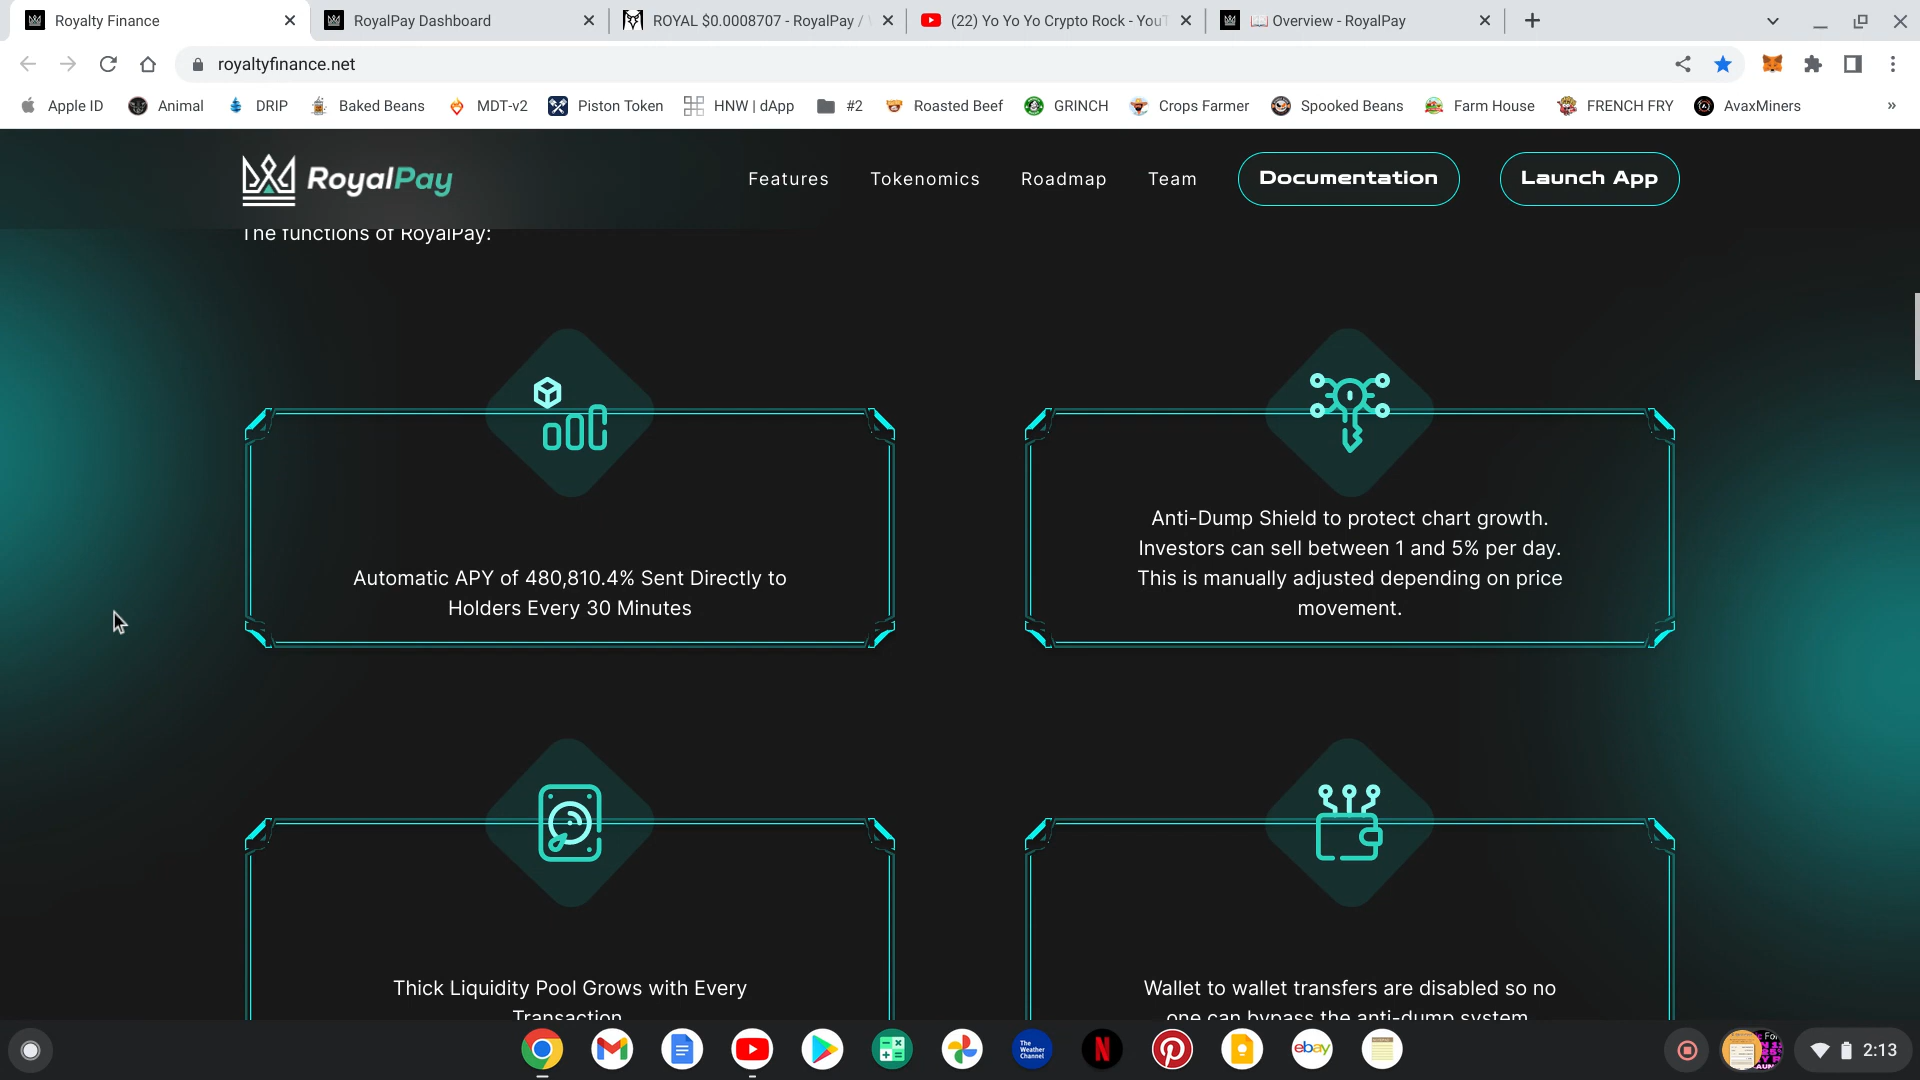 Royalty Finance
RoyalPay Dashboard
ROYAL $0.0008707 - RoyalPay /
(22) Yo Yo Yo Crypto Rock - YouT
Overview - RoyalPay
royaltyfinance.net
Apple ID
Animal
DRIP
Baked Beans
MDT-v2
Piston Token
HNW | dApp
#2
Roasted Beef
GRINCH
Crops Farmer
Spooked Beans
Farm House
FRENCH FRY
AvaxMiners
»
RoyalPay
Features
Tokenomics
Roadmap
Team
Documentation
Launch App
The functions of RoyalPay:
Automatic APY of 480,810.4% Sent Directly to
Holders Every 30 Minutes
Anti-Dump Shield to protect chart growth.
Investors can sell between 1 and 5% per day.
This is manually adjusted depending on price
movement.
Thick Liquidity Pool Grows with Every
Transaction
Wallet to wallet transfers are disabled so no
one can bypass the anti-dump system
The
Weather
Channel
N
ebay
2:13